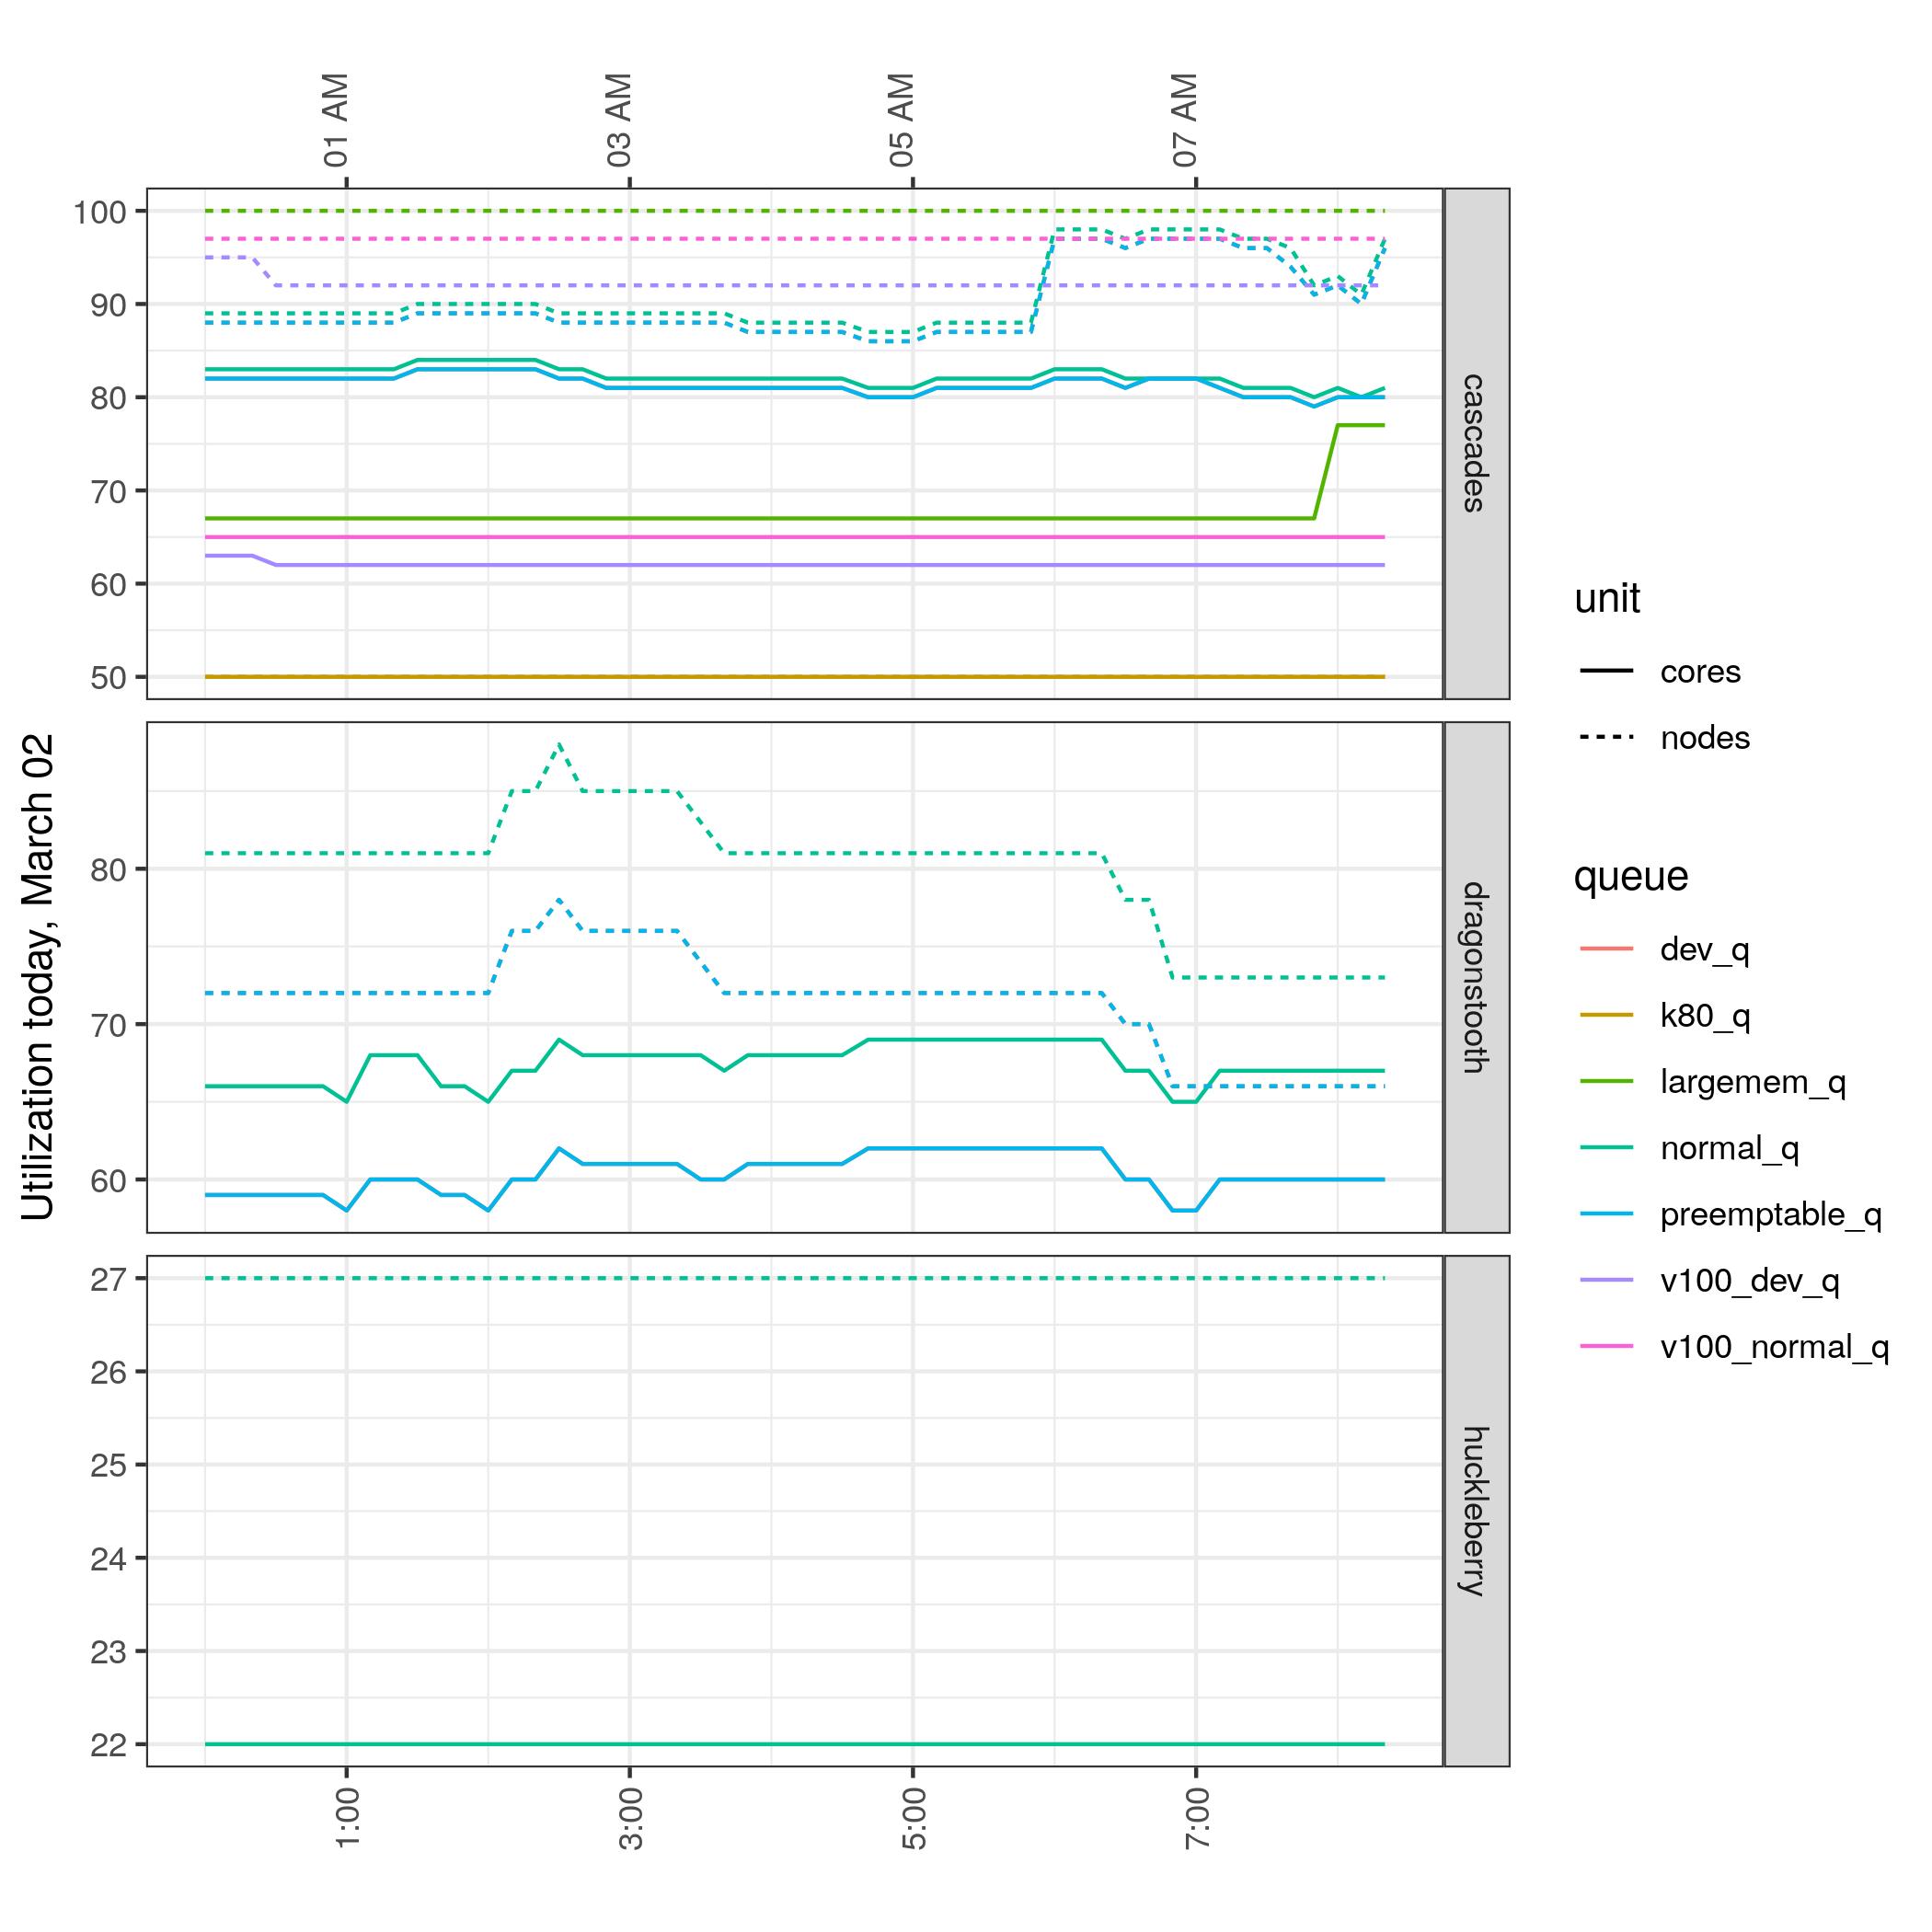 01 AM
03 AM
05 AM
07 AM
100
90
80
70
60
50
cascades
Utilization today, March 02
80
70
60
dragonstooth
27
26
25
24
23
22
huckleberry
1:00
3:00
5:00
7:00
unit
cores
nodes
queue
dev_q
k80_q
largemem_q
normal_q
preemptable_q
v100_dev_q
v100_normal_q